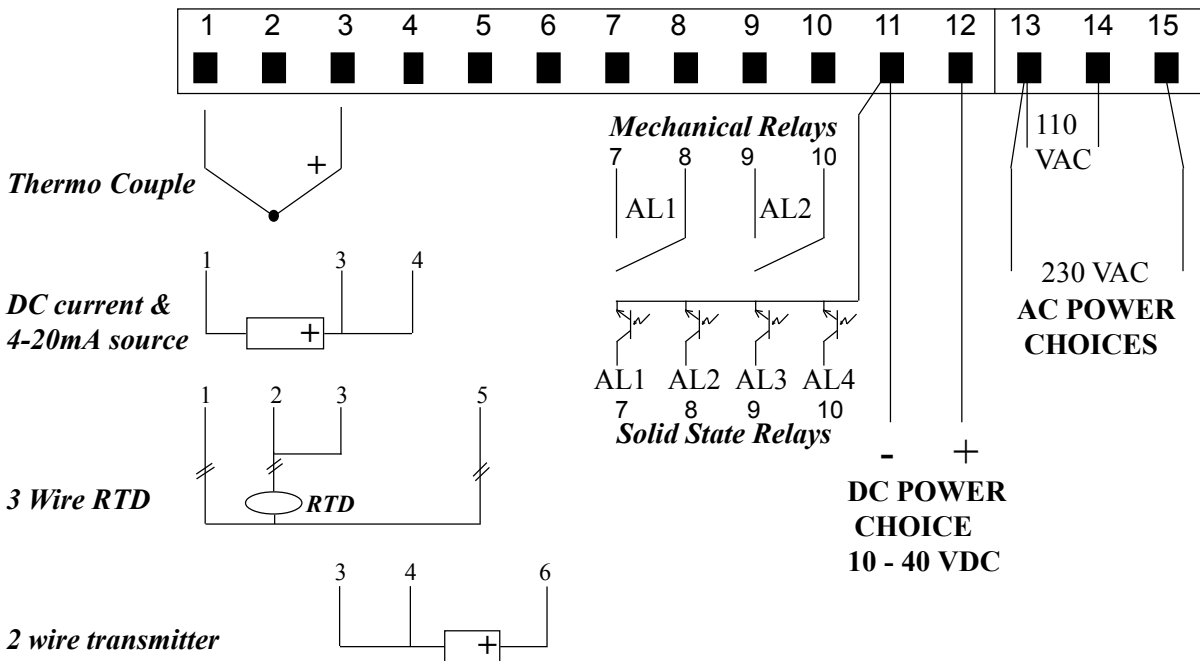 1 2 3 4 5 6 7 8 9 10 11 12 13 14 15
Thermo Couple
+
Mechanical Relays
7 8 9 10
AL1 AL2
110
VAC
230 VAC
AC POWER
CHOICES
1 3 4
DC current &
4-20mA source
+
AL1 AL2 AL3 AL4
7 8 9 10
Solid State Relays
- +
DC POWER
CHOICE
10 - 40 VDC
1 2 3 5
3 Wire RTD
RTD
3 4 6
2 wire transmitter
+